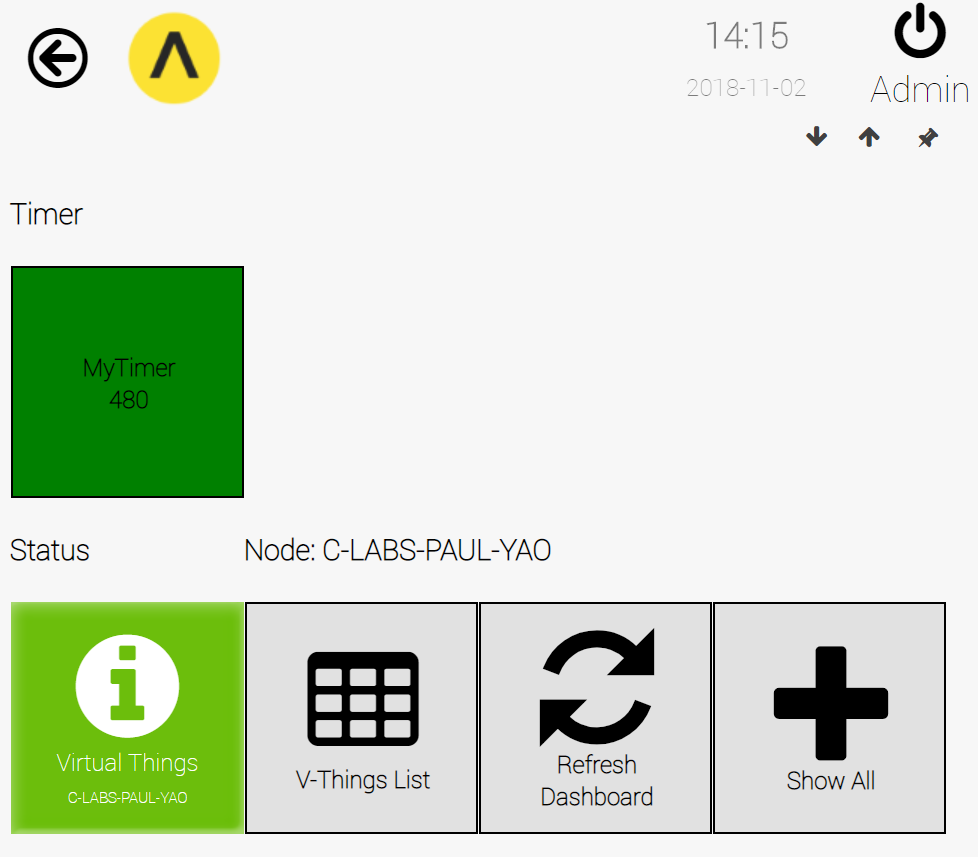 14:15
2018-11-02
Admin
Timer
MyTimer
480
Status
Node: C-LABS-PAUL-YAO
Virtual Things
C-LABS-PAUL-YAO
V-Things List
Refresh
Dashboard
Show All